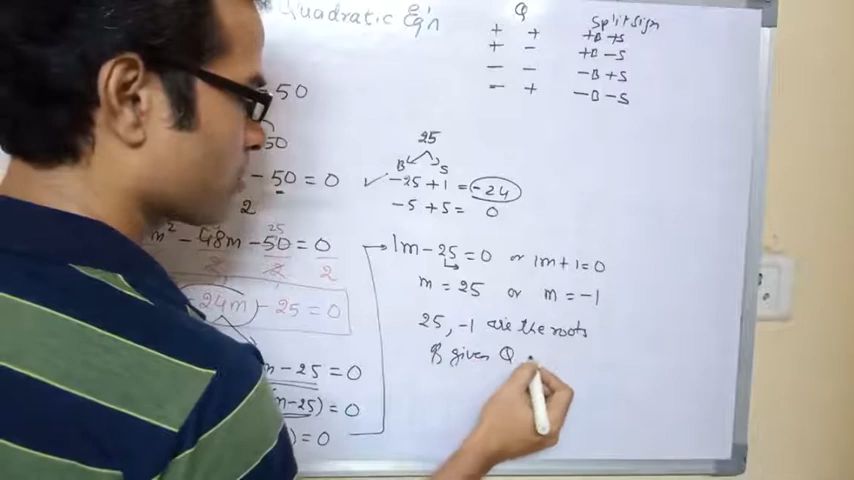 Quadratic Eq'n
Q Split sign
+ + +B +S
+ - +B -S
- - -B +S
- + -B -S
50
50
25
B S
- 50 = 0
-25 +1 = -24
2
-5 +5 = 0
25
m² - 48m - 50 = 0
2 2 2
1m - 25 = 0 or 1m + 1 = 0
m = 25 or m = -1
-24m - 25 = 0
25, -1 are the roots
of given Q
m - 25 = 0
(m-25) = 0
) = 0